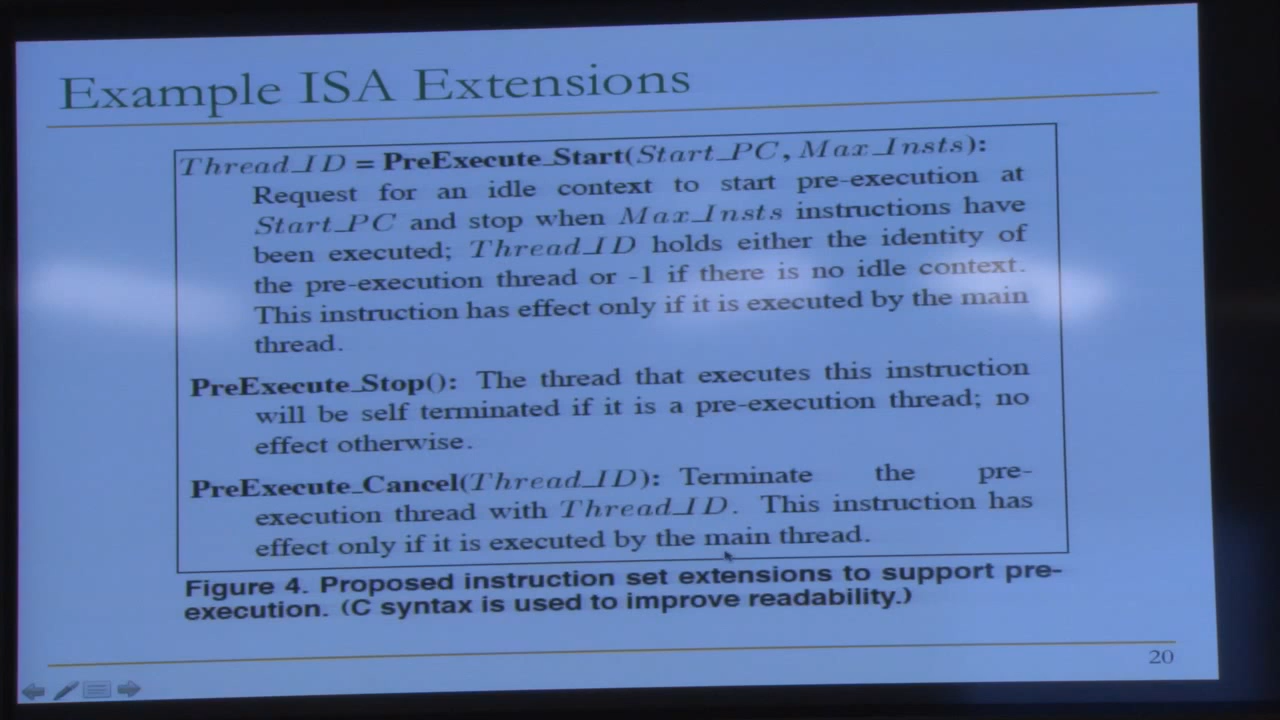 Example ISA Extensions
Thread_ID = PreExecute_Start(Start_PC, Max_Insts):
Request for an idle context to start pre-execution at
Start_PC and stop when Max_Insts instructions have
been executed; Thread_ID holds either the identity of
the pre-execution thread or -1 if there is no idle context.
This instruction has effect only if it is executed by the main
thread.
PreExecute_Stop(): The thread that executes this instruction
will be self terminated if it is a pre-execution thread; no
effect otherwise.
PreExecute_Cancel(Thread_ID): Terminate the pre-
execution thread with Thread_ID. This instruction has
effect only if it is executed by the main thread.
Figure 4. Proposed instruction set extensions to support pre-
execution. (C syntax is used to improve readability.)
20